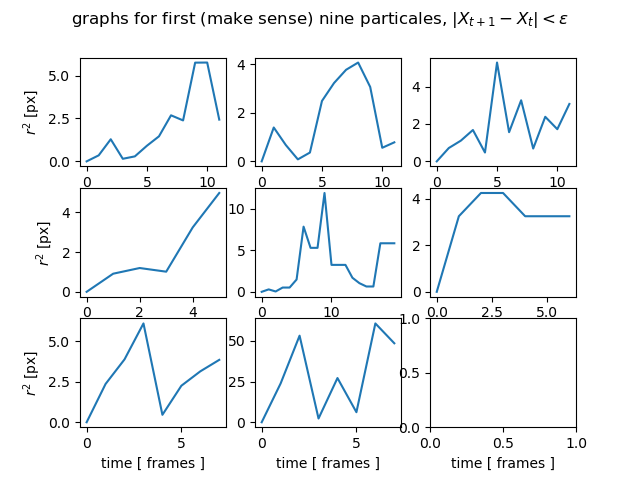 graphs for first (make sense) nine particales, |X_{t+1} − X_t| < ε
r² [px]
5.0
2.5
0.0
0 5 10
4
2
0
0 5 10
4
2
0
0 5 10
r² [px]
4
2
0
0 2 4
10
5
0
0 10
4
2
0
0.0 2.5 5.0
r² [px]
5.0
2.5
0.0
0 5
time [ frames ]
50
25
0
0 5
time [ frames ]
1.0
0.5
0.0
0.0 0.5 1.0
time [ frames ]